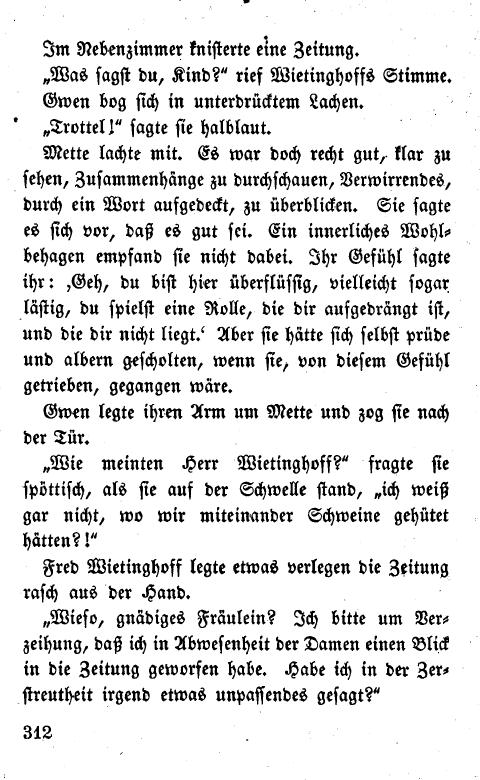 Im Nebenzimmer knisterte eine Zeitung.
„Was sagst du, Kind?“ rief Wietinghoffs Stimme.
Gwen bog sich in unterdrücktem Lachen.
„Trottel!“ sagte sie halblaut.
Mette lachte mit. Es war doch recht gut, klar zu
sehen, Zusammenhänge zu durchschauen, Verwirrendes,
durch ein Wort aufgedeckt, zu überblicken. Sie sagte
es sich vor, daß es gut sei. Ein innerliches Wohl-
behagen empfand sie nicht dabei. Ihr Gefühl sagte
ihr: ‚Geh, du bist hier überflüssig, vielleicht sogar
lästig, du spielst eine Rolle, die dir aufgedrängt ist,
und die dir nicht liegt.‘ Aber sie hätte sich selbst prüde
und albern gescholten, wenn sie, von diesem Gefühl
getrieben, gegangen wäre.
Gwen legte ihren Arm um Mette und zog sie nach
der Tür.
„Wie meinten Herr Wietinghoff?“ fragte sie
spöttisch, als sie auf der Schwelle stand, „ich weiß
gar nicht, wo wir miteinander Schweine gehütet
hätten?!“
Fred Wietinghoff legte etwas verlegen die Zeitung
rasch aus der Hand.
„Wieso, gnädiges Fräulein? Ich bitte um Ver-
zeihung, daß ich in Abwesenheit der Damen einen Blick
in die Zeitung geworfen habe. Habe ich in der Zer-
streutheit irgend etwas unpassendes gesagt?“
312